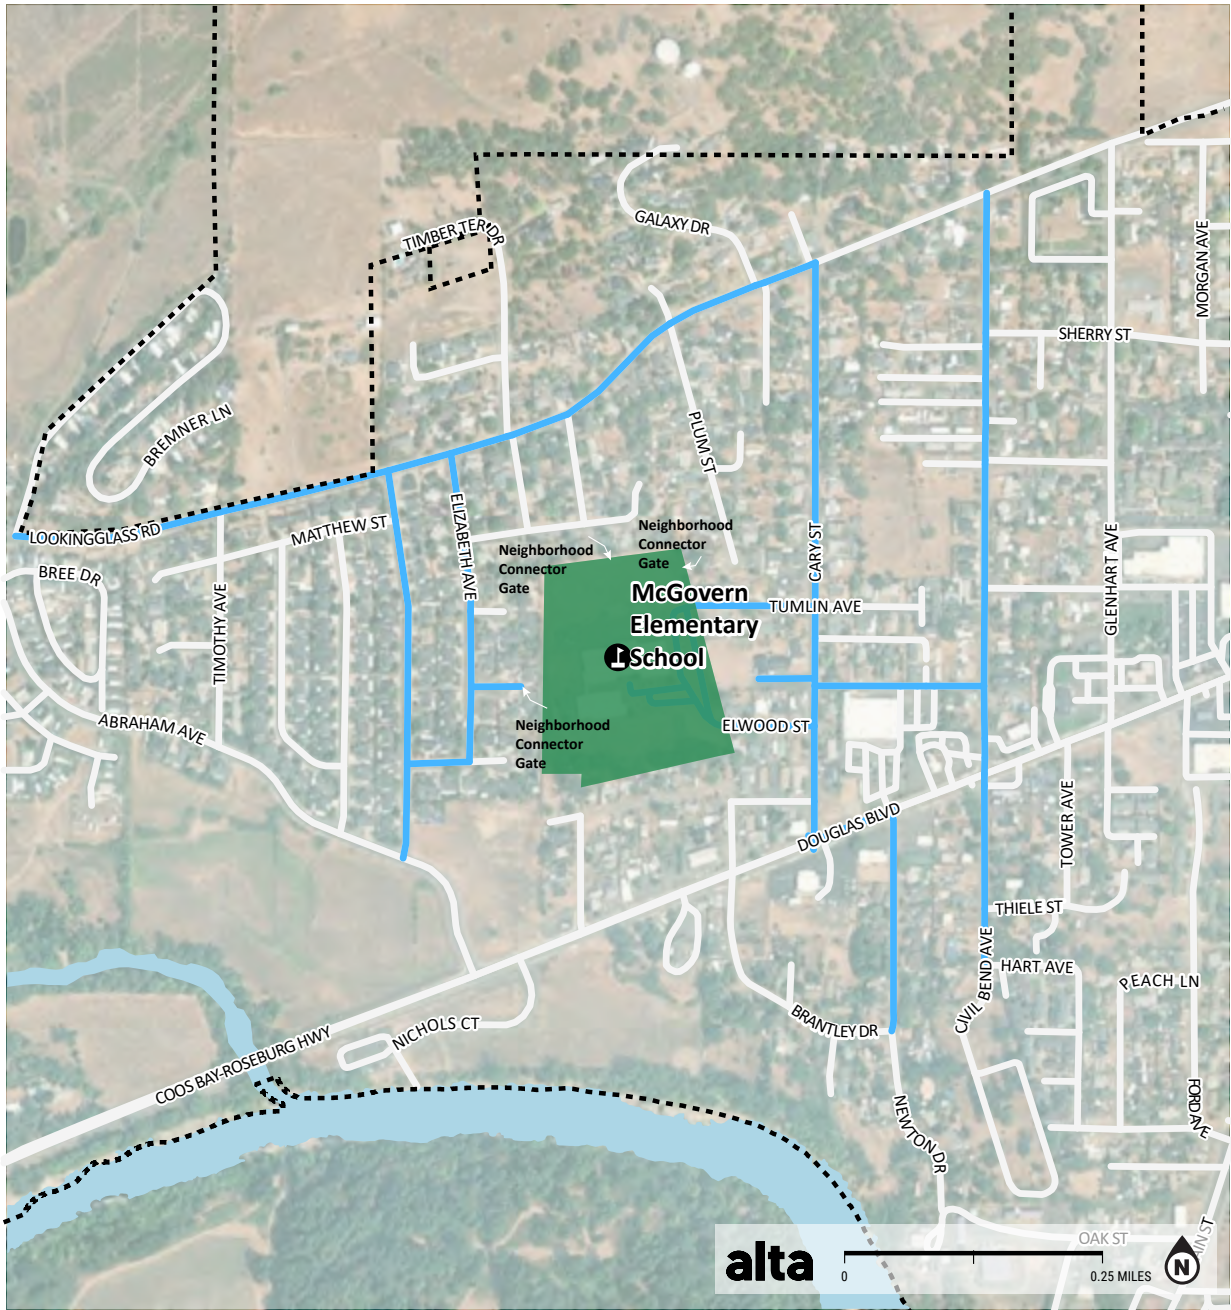 GALAXY DR
TIMBER TER DR
MORGAN AVE
SHERRY ST
BREMNER LN
PLUM ST
LOOKINGGLASS RD
MATTHEW ST
ELIZABETH AVE
Neighborhood
Connector
Gate
Neighborhood
Connector
Gate
CARY ST
GLENHART AVE
BREE DR
TIMOTHY AVE
McGovern
Elementary
School
TUMLIN AVE
ABRAHAM AVE
Neighborhood
Connector
Gate
ELWOOD ST
DOUGLAS BLVD
TOWER AVE
THIELE ST
CIVIL BEND AVE
HART AVE
PEACH LN
COOS BAY-ROSEBURG HWY
NICHOLS CT
BRANTLEY DR
NEWTON DR
FORD AVE
OAK ST
alta
0
0.25 MILES
N